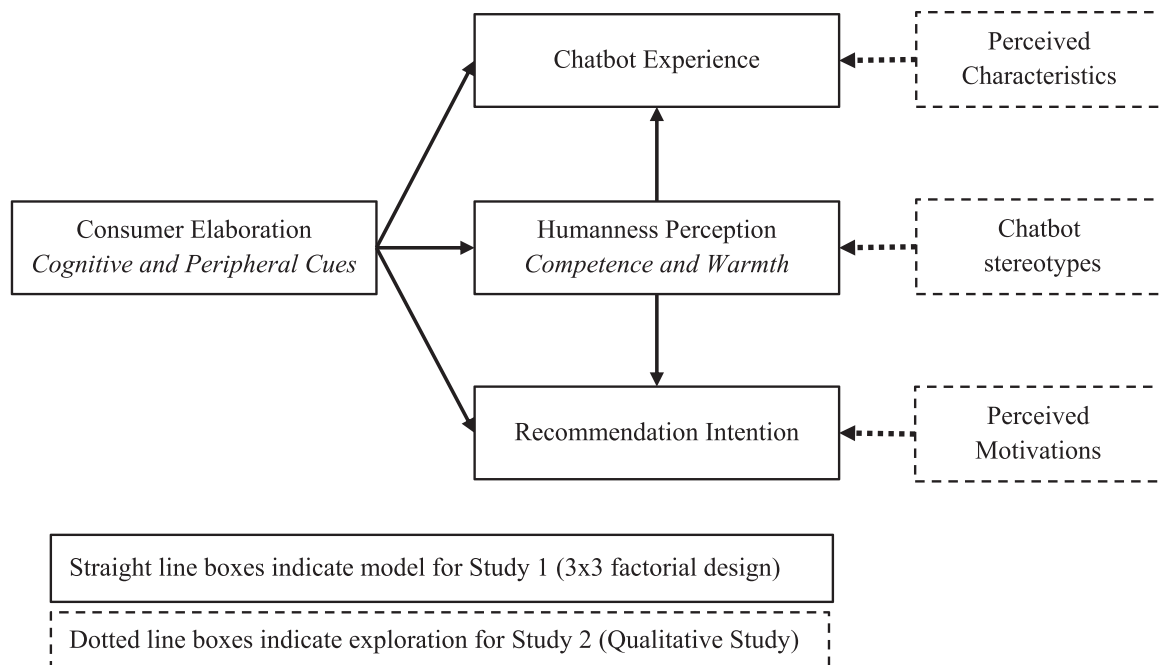 Chatbot Experience
Perceived
Characteristics
Consumer Elaboration
Cognitive and Peripheral Cues
Humanness Perception
Competence and Warmth
Chatbot
stereotypes
Recommendation Intention
Perceived
Motivations
Straight line boxes indicate model for Study 1 (3x3 factorial design)
Dotted line boxes indicate exploration for Study 2 (Qualitative Study)